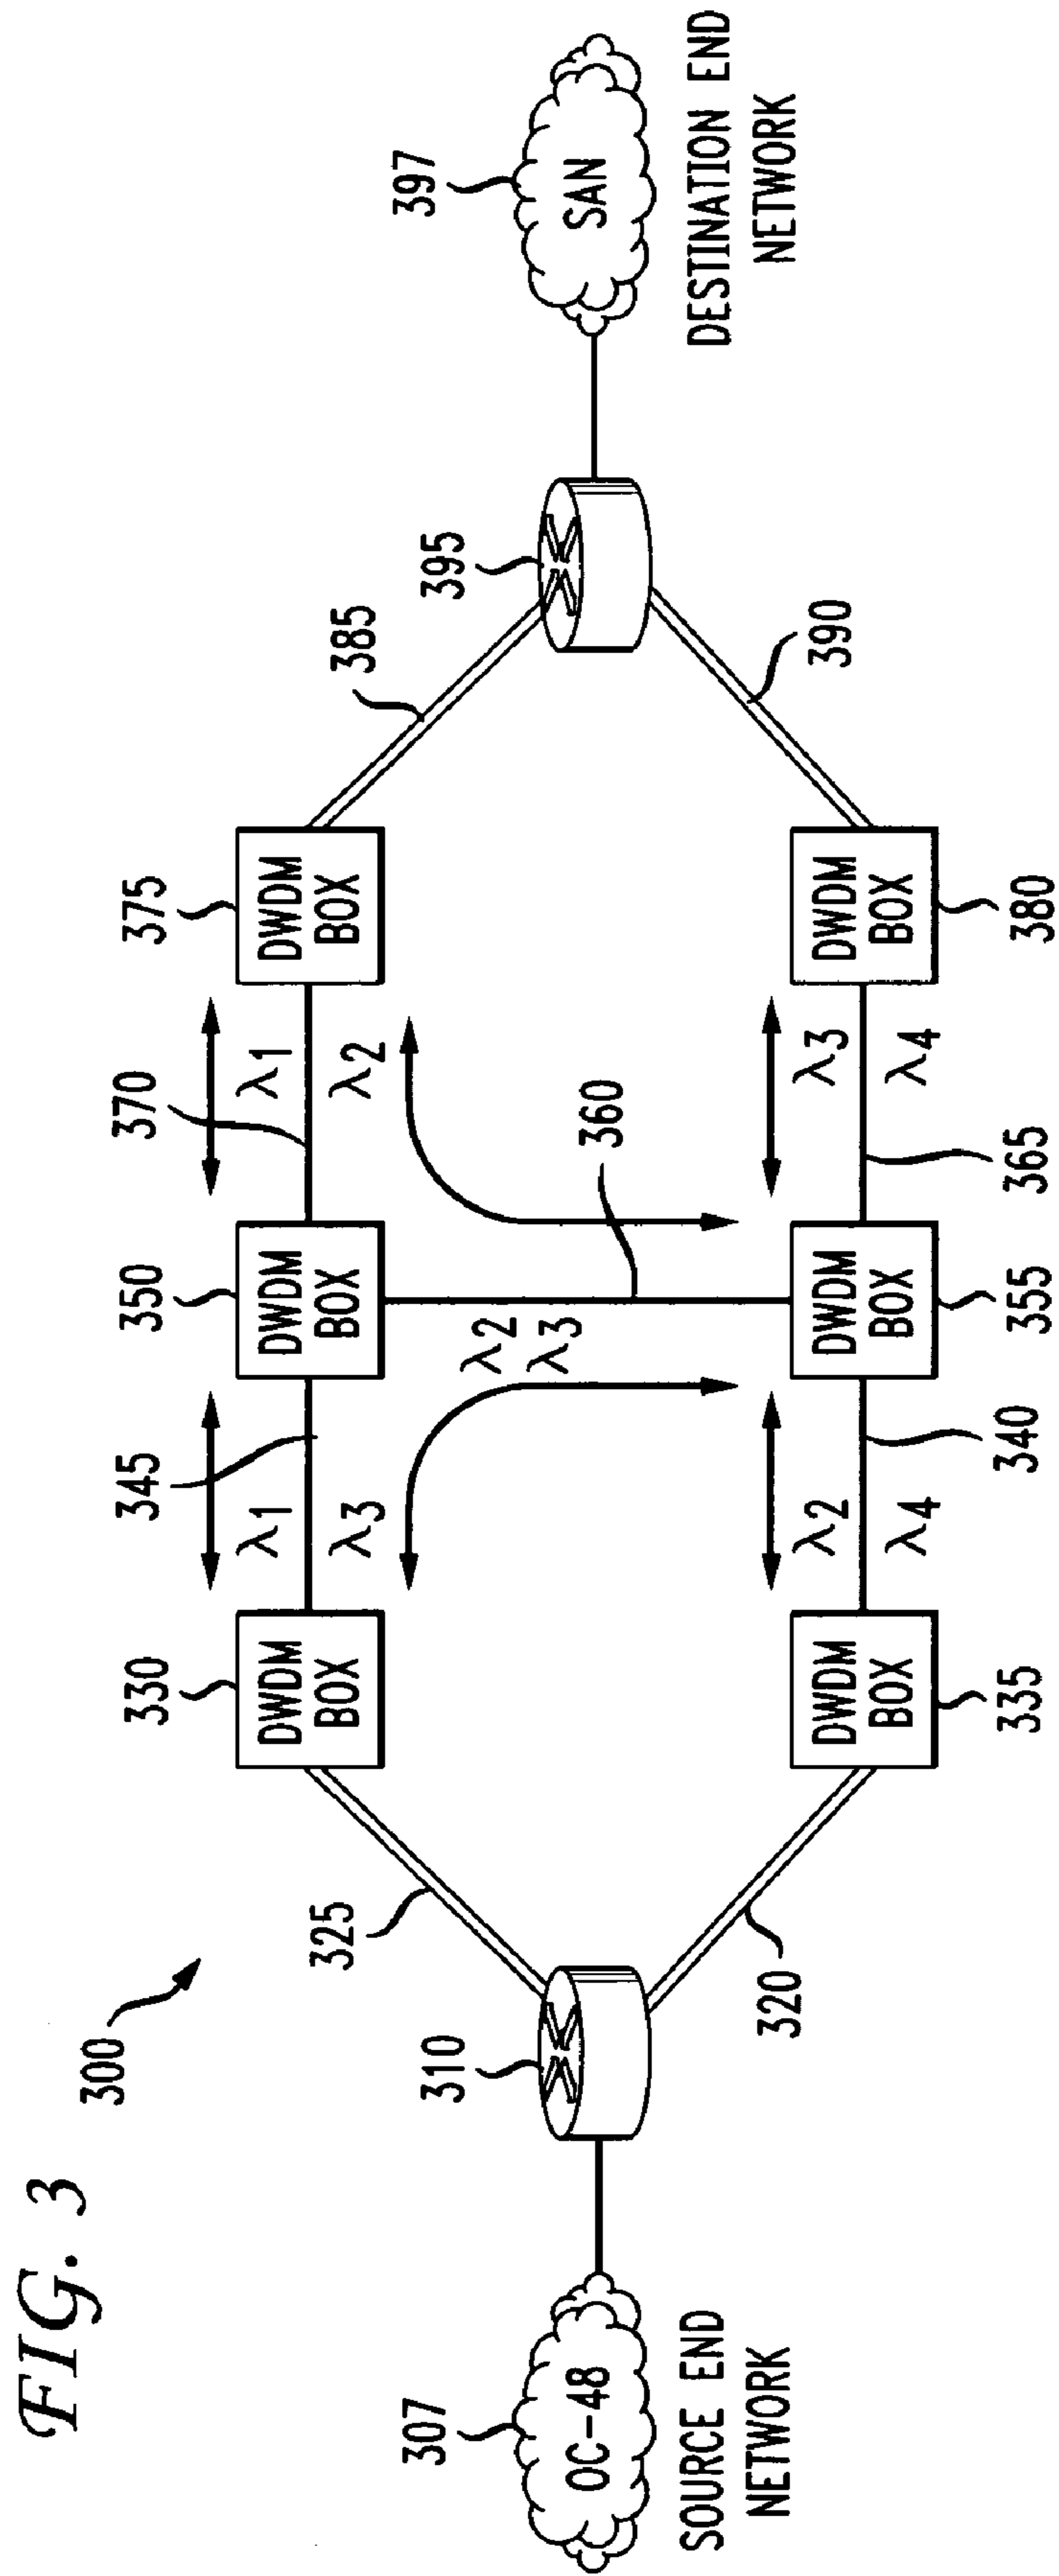 FIG. 3
300
307
OC-48
SOURCE END
NETWORK
310
325
320
330
DWDM
BOX
335
DWDM
BOX
345
λ1
λ3
λ2
λ4
340
350
DWDM
BOX
λ2
λ3
360
355
DWDM
BOX
370
λ1
λ2
λ3
λ4
365
375
DWDM
BOX
380
DWDM
BOX
385
390
395
397
SAN
DESTINATION END
NETWORK